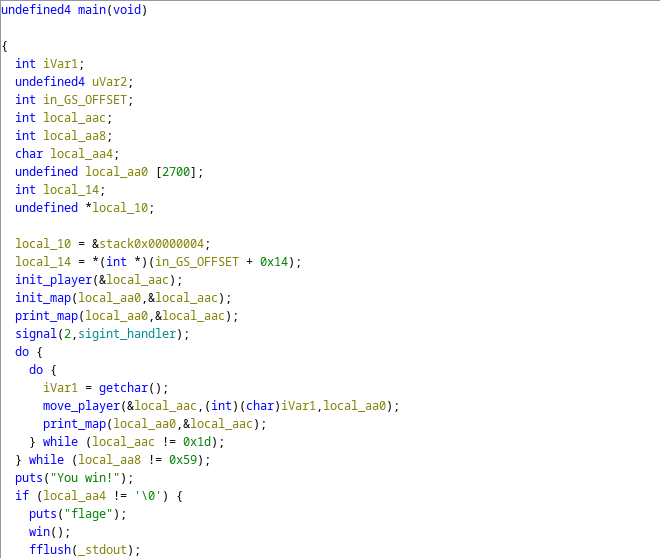 undefined4 main(void)
{
int iVar1;
undefined4 uVar2;
int in_GS_OFFSET;
int local_aac;
int local_aa8;
char local_aa4;
undefined local_aa0 [2700];
int local_14;
undefined *local_10;
local_10 = &stack0x00000004;
local_14 = *(int *)(in_GS_OFFSET + 0x14);
init_player(&local_aac);
init_map(local_aa0,&local_aac);
print_map(local_aa0,&local_aac);
signal(2,sigint_handler);
do {
do {
iVar1 = getchar();
move_player(&local_aac,(int)(char)iVar1,local_aa0);
print_map(local_aa0,&local_aac);
} while (local_aac != 0x1d);
} while (local_aa8 != 0x59);
puts("You win!");
if (local_aa4 != '\0') {
puts("flage");
win();
fflush(_stdout);